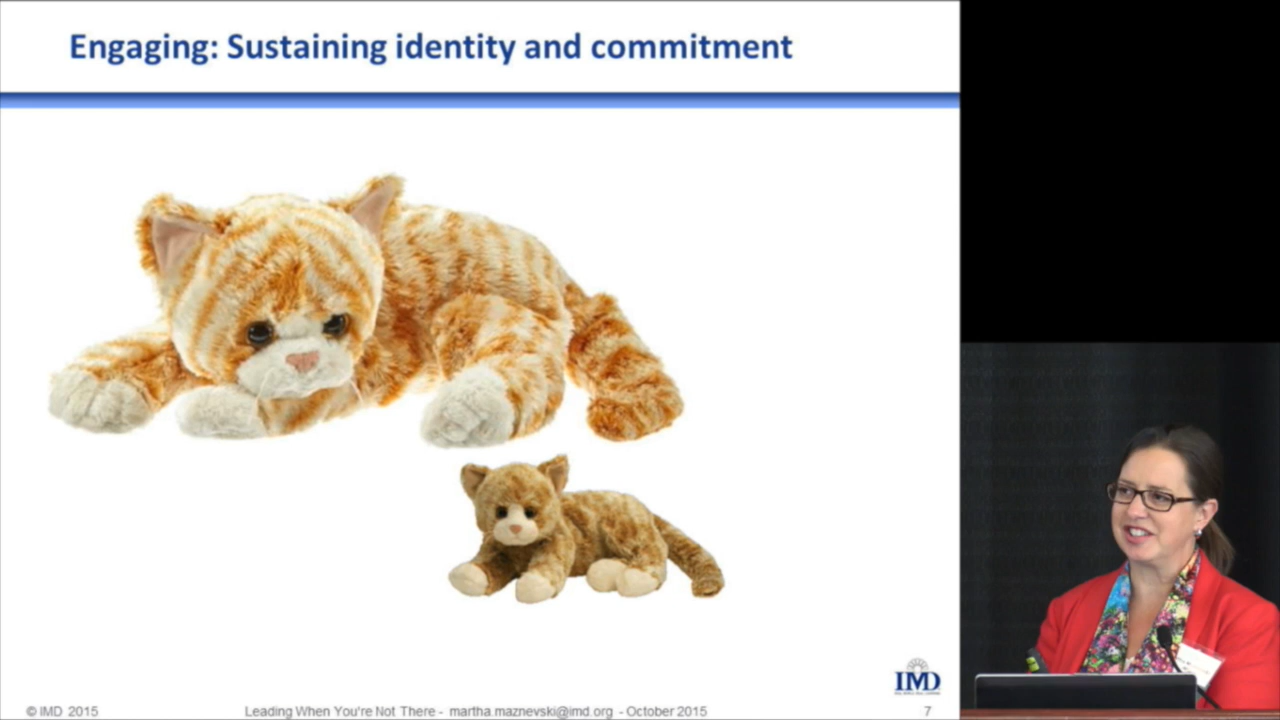 Engaging: Sustaining identity and commitment
IMD
© IMD 2015
Leading When You're Not There - martha.maznevski@imd.org - October 2015
7